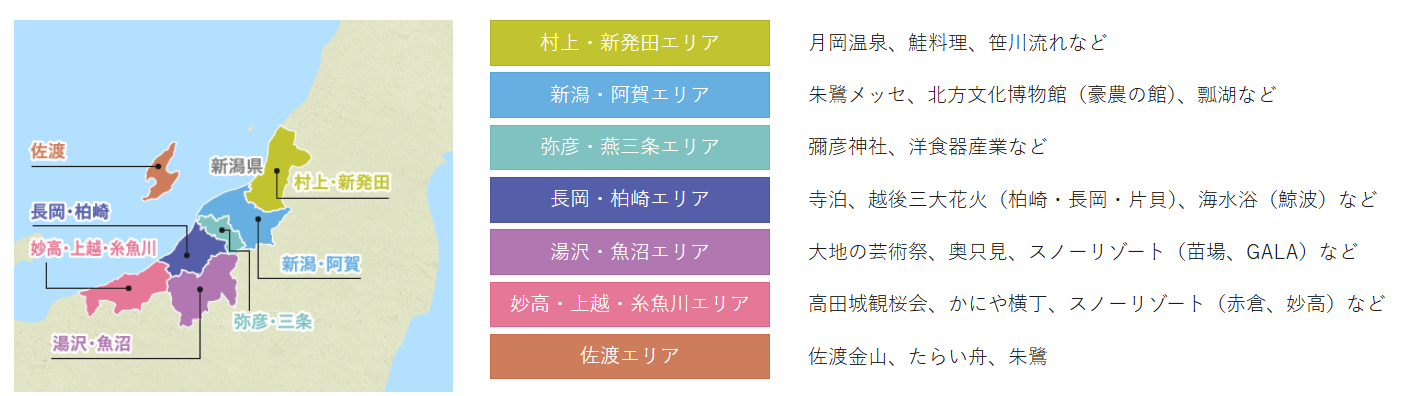 佐渡
新潟県
村上・新発田
長岡・柏崎
妙高・上越・糸魚川
新潟・阿賀
弥彦・三条
湯沢・魚沼
村上・新発田エリア 月岡温泉、鮭料理、笹川流れなど
新潟・阿賀エリア 朱鷺メッセ、北方文化博物館（豪農の館）、瓢湖など
弥彦・燕三条エリア 彌彦神社、洋食器産業など
長岡・柏崎エリア 寺泊、越後三大花火（柏崎・長岡・片貝）、海水浴（鯨波）など
湯沢・魚沼エリア 大地の芸術祭、奥只見、スノーリゾート（苗場、GALA）など
妙高・上越・糸魚川エリア 高田城観桜会、かにや横丁、スノーリゾート（赤倉、妙高）など
佐渡エリア 佐渡金山、たらい舟、朱鷺